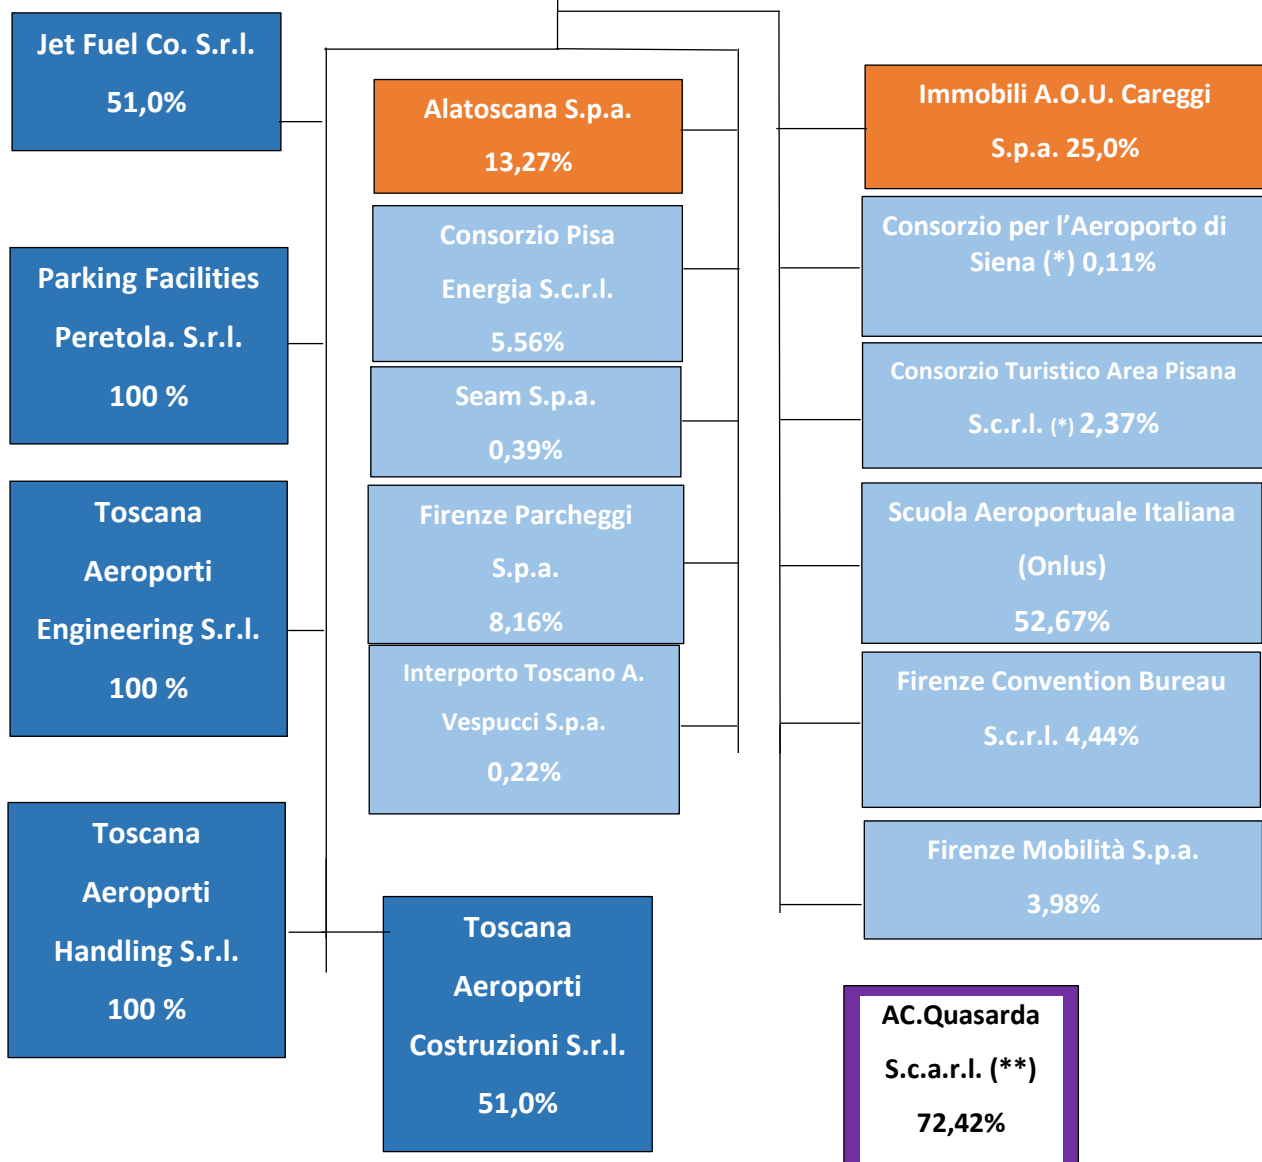 Jet Fuel Co. S.r.l.
51,0%
Parking Facilities
Peretola. S.r.l.
100 %
Toscana
Aeroporti
Engineering S.r.l.
100 %
Toscana
Aeroporti
Handling S.r.l.
100 %
Alatoscana S.p.a.
13,27%
Consorzio Pisa
Energia S.c.r.l.
5,56%
Seam S.p.a.
0,39%
Firenze Parcheggi
S.p.a.
8,16%
Interporto Toscano A.
Vespucci S.p.a.
0,22%
Toscana
Aeroporti
Costruzioni S.r.l.
51,0%
Immobili A.O.U. Careggi
S.p.a. 25,0%
Consorzio per l’Aeroporto di
Siena (*) 0,11%
Consorzio Turistico Area Pisana
S.c.r.l. (*) 2,37%
Scuola Aeroportuale Italiana
(Onlus)
52,67%
Firenze Convention Bureau
S.c.r.l. 4,44%
Firenze Mobilità S.p.a.
3,98%
AC.Quasarda
S.c.a.r.l. (**)
72,42%